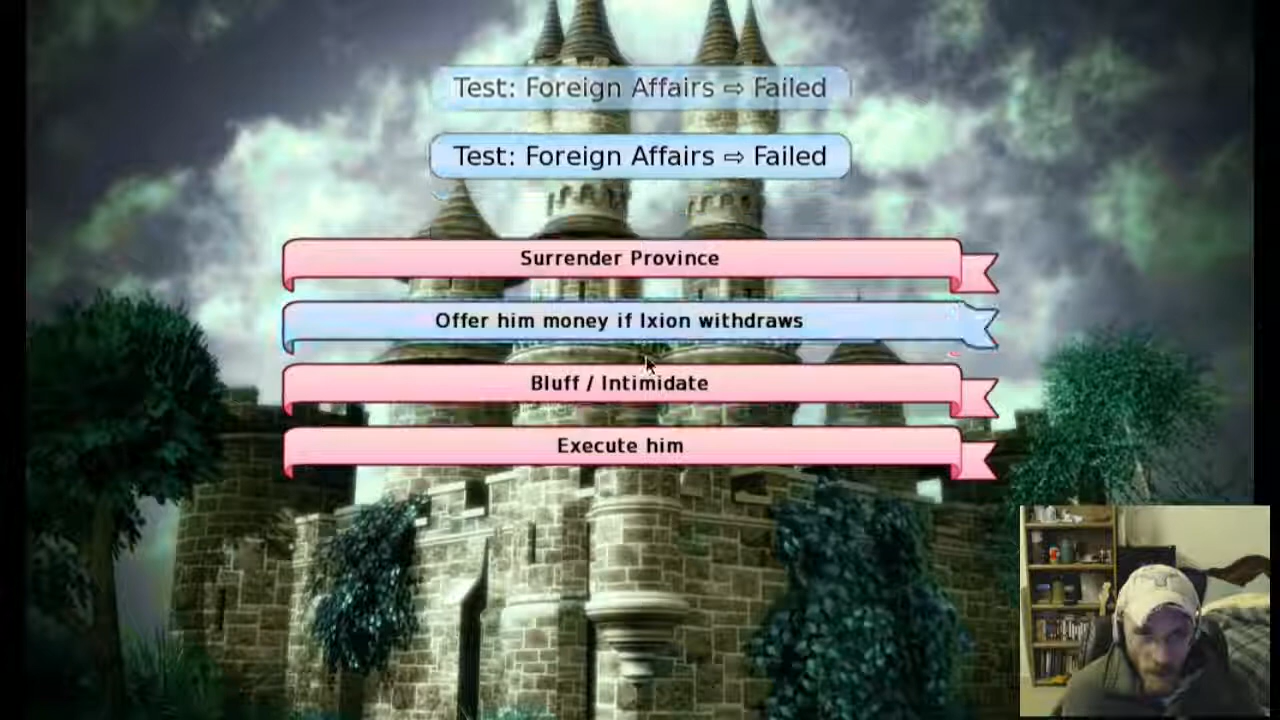 Test: Foreign Affairs ⇨ Failed
Test: Foreign Affairs ⇨ Failed
Surrender Province
Offer him money if Ixion withdraws
Bluff / Intimidate
Execute him